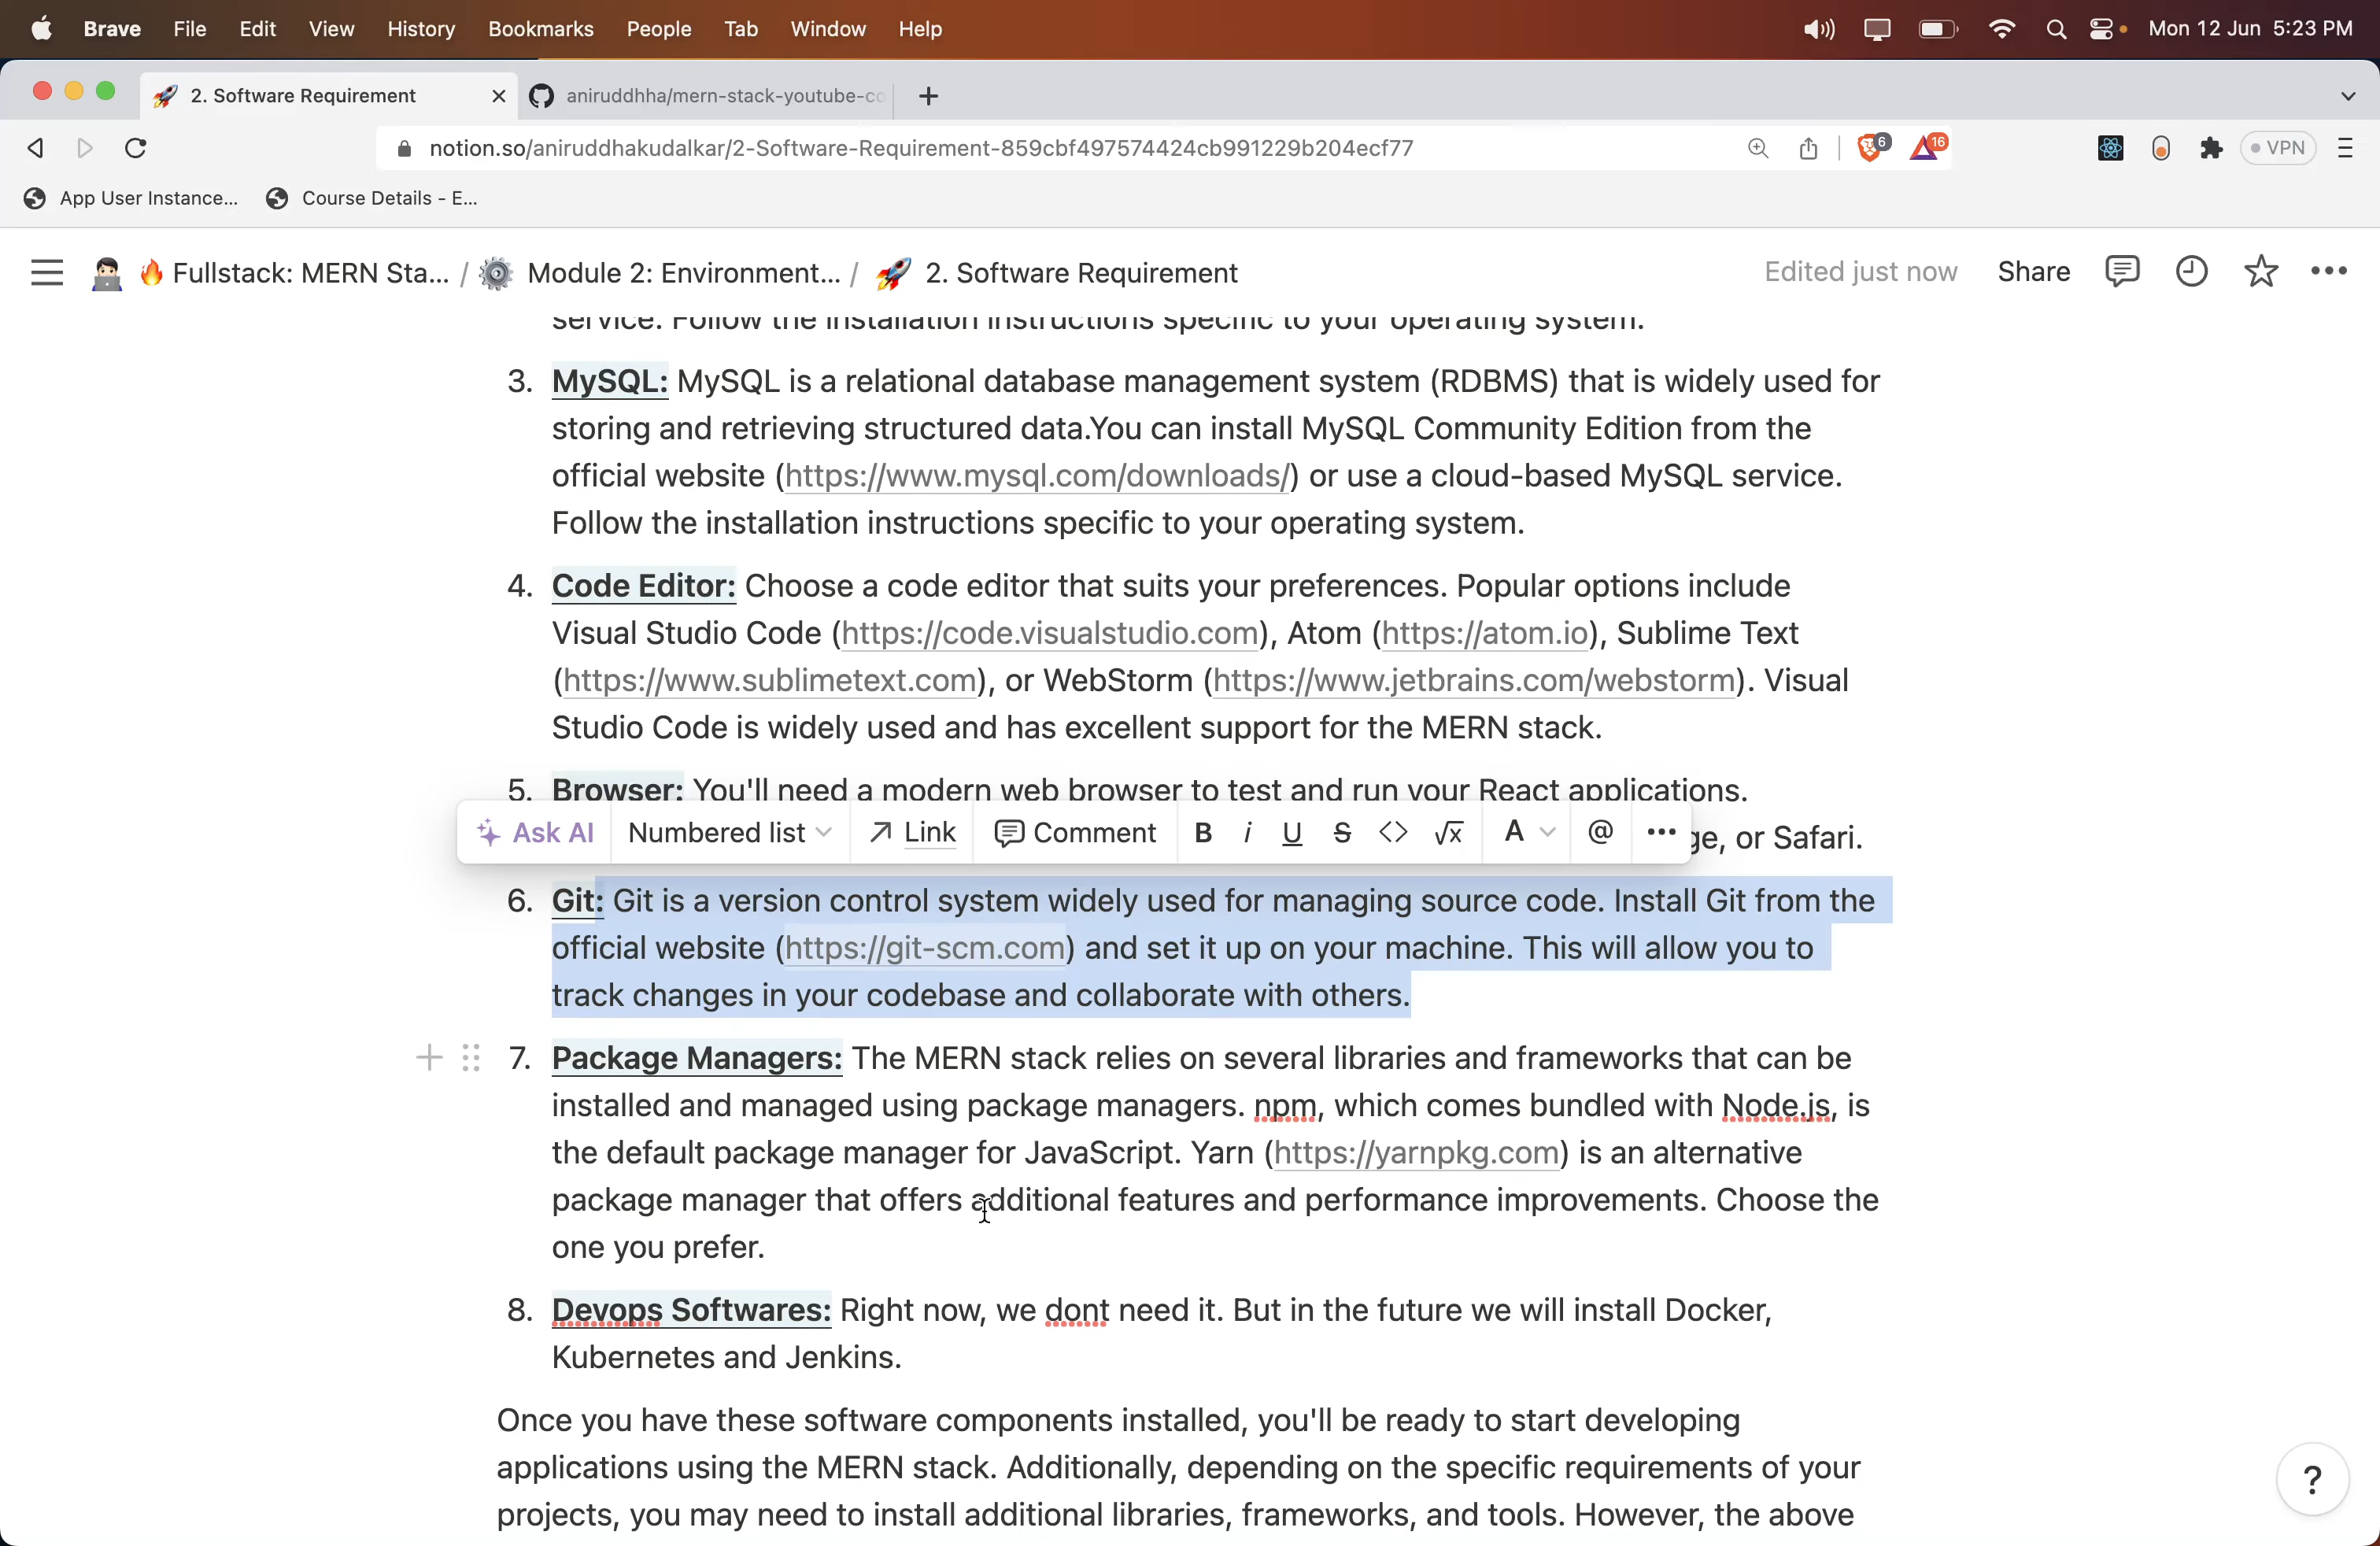 Brave File Edit View History Bookmarks People Tab Window Help Mon 12 Jun 5:23 PM
2. Software Requirement aniruddhha/mern-stack-youtube-co
notion.so/aniruddhakudalkar/2-Software-Requirement-859cbf497574424cb991229b204ecf77 6 16 VPN
App User Instance... Course Details - E...
Fullstack: MERN Sta... / Module 2: Environment... / 2. Software Requirement Edited just now Share
service. Follow the installation instructions specific to your operating system.
3. MySQL: MySQL is a relational database management system (RDBMS) that is widely used for
storing and retrieving structured data.You can install MySQL Community Edition from the
official website (https://www.mysql.com/downloads/) or use a cloud-based MySQL service.
Follow the installation instructions specific to your operating system.
4. Code Editor: Choose a code editor that suits your preferences. Popular options include
Visual Studio Code (https://code.visualstudio.com), Atom (https://atom.io), Sublime Text
(https://www.sublimetext.com), or WebStorm (https://www.jetbrains.com/webstorm). Visual
Studio Code is widely used and has excellent support for the MERN stack.
5. Browser: You'll need a modern web browser to test and run your React applications.
Ask AI Numbered list Link Comment B i U S <> √x A @ ••• ge, or Safari.
6. Git: Git is a version control system widely used for managing source code. Install Git from the
official website (https://git-scm.com) and set it up on your machine. This will allow you to
track changes in your codebase and collaborate with others.
7. Package Managers: The MERN stack relies on several libraries and frameworks that can be
installed and managed using package managers. npm, which comes bundled with Node.js, is
the default package manager for JavaScript. Yarn (https://yarnpkg.com) is an alternative
package manager that offers additional features and performance improvements. Choose the
one you prefer.
8. Devops Softwares: Right now, we dont need it. But in the future we will install Docker,
Kubernetes and Jenkins.
Once you have these software components installed, you'll be ready to start developing
applications using the MERN stack. Additionally, depending on the specific requirements of your
projects, you may need to install additional libraries, frameworks, and tools. However, the above
?